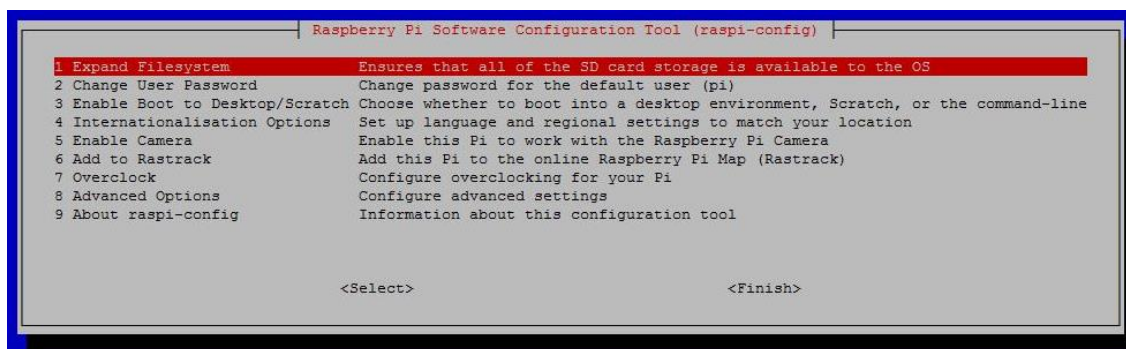 Raspberry Pi Software Configuration Tool (raspi-config)
1 Expand Filesystem Ensures that all of the SD card storage is available to the OS
2 Change User Password Change password for the default user (pi)
3 Enable Boot to Desktop/Scratch Choose whether to boot into a desktop environment, Scratch, or the command-line
4 Internationalisation Options Set up language and regional settings to match your location
5 Enable Camera Enable this Pi to work with the Raspberry Pi Camera
6 Add to Rastrack Add this Pi to the online Raspberry Pi Map (Rastrack)
7 Overclock Configure overclocking for your Pi
8 Advanced Options Configure advanced settings
9 About raspi-config Information about this configuration tool
<Select> <Finish>